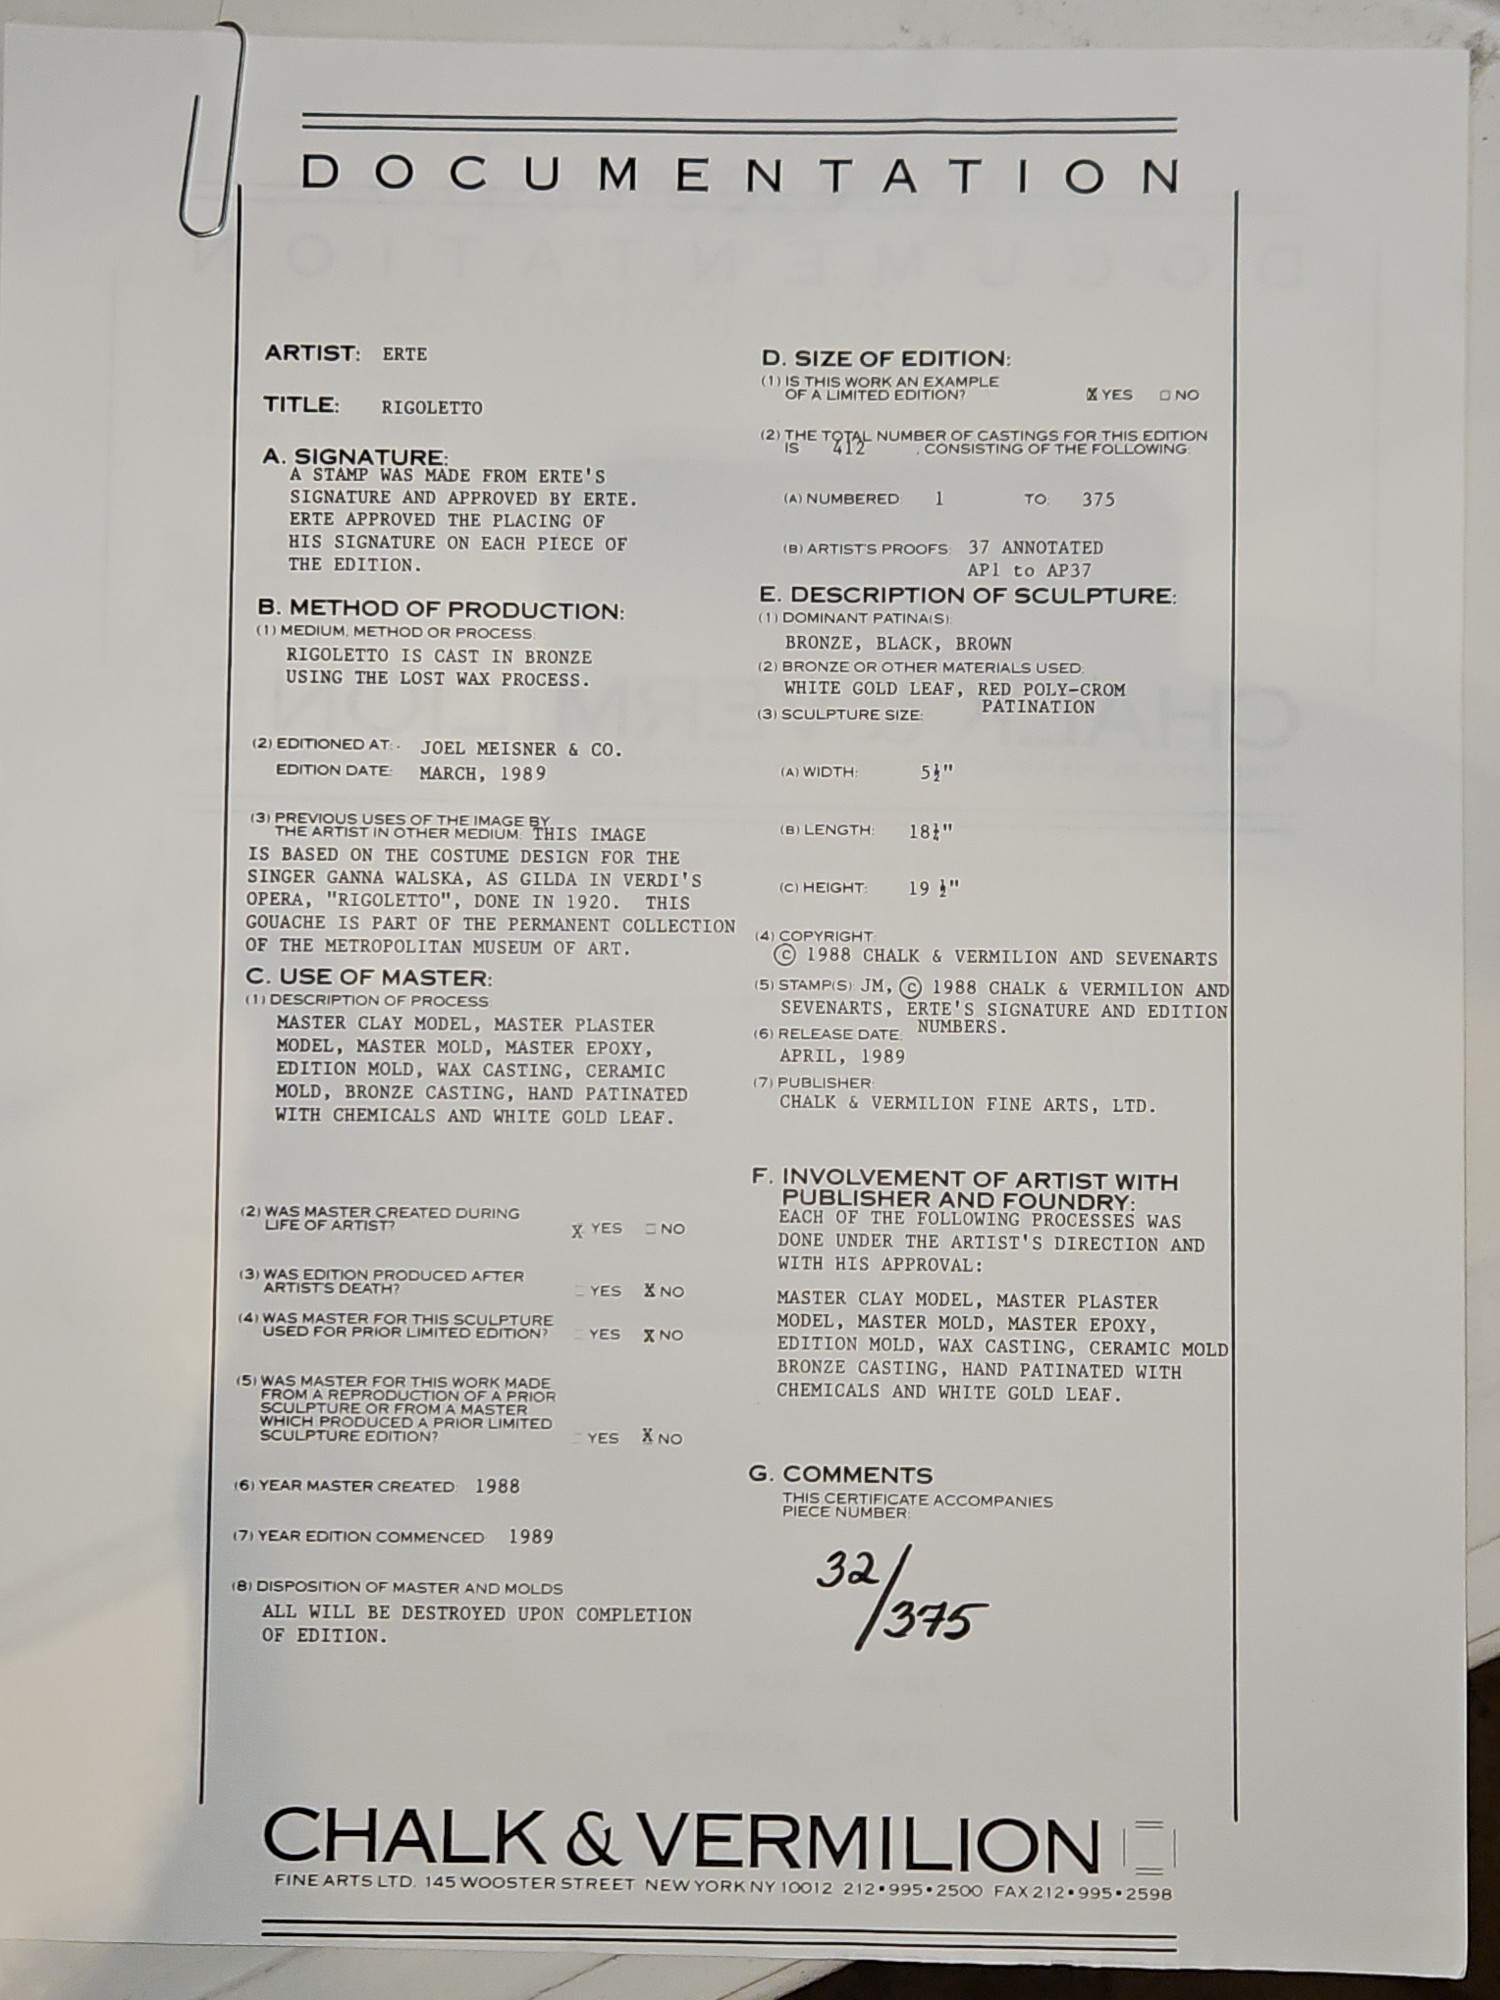 DOCUMENTATION
ARTIST: ERTE
TITLE: RIGOLETTO
A. SIGNATURE:
A STAMP WAS MADE FROM ERTE'S
SIGNATURE AND APPROVED BY ERTE.
ERTE APPROVED THE PLACING OF
HIS SIGNATURE ON EACH PIECE OF
THE EDITION.
B. METHOD OF PRODUCTION:
(1) MEDIUM, METHOD OR PROCESS:
RIGOLETTO IS CAST IN BRONZE
USING THE LOST WAX PROCESS.
(2) EDITIONED AT: JOEL MEISNER & CO.
EDITION DATE: MARCH, 1989
(3) PREVIOUS USES OF THE IMAGE BY
THE ARTIST IN OTHER MEDIUM: THIS IMAGE
IS BASED ON THE COSTUME DESIGN FOR THE
SINGER GANNA WALSKA, AS GILDA IN VERDI'S
OPERA, "RIGOLETTO", DONE IN 1920. THIS
GOUACHE IS PART OF THE PERMANENT COLLECTION
OF THE METROPOLITAN MUSEUM OF ART.
C. USE OF MASTER:
(1) DESCRIPTION OF PROCESS
MASTER CLAY MODEL, MASTER PLASTER
MODEL, MASTER MOLD, MASTER EPOXY,
EDITION MOLD, WAX CASTING, CERAMIC
MOLD, BRONZE CASTING, HAND PATINATED
WITH CHEMICALS AND WHITE GOLD LEAF.
(2) WAS MASTER CREATED DURING
LIFE OF ARTIST? X YES NO
(3) WAS EDITION PRODUCED AFTER
ARTIST'S DEATH? YES X NO
(4) WAS MASTER FOR THIS SCULPTURE
USED FOR PRIOR LIMITED EDITION? YES X NO
(5) WAS MASTER FOR THIS WORK MADE
FROM A REPRODUCTION OF A PRIOR
SCULPTURE OR FROM A MASTER
WHICH PRODUCED A PRIOR LIMITED
SCULPTURE EDITION? YES X NO
(6) YEAR MASTER CREATED: 1988
(7) YEAR EDITION COMMENCED: 1989
(8) DISPOSITION OF MASTER AND MOLDS
ALL WILL BE DESTROYED UPON COMPLETION
OF EDITION.
D. SIZE OF EDITION:
(1) IS THIS WORK AN EXAMPLE
OF A LIMITED EDITION? X YES NO
(2) THE TOTAL NUMBER OF CASTINGS FOR THIS EDITION
IS 412, CONSISTING OF THE FOLLOWING:
(A) NUMBERED: 1 TO: 375
(B) ARTIST'S PROOFS: 37 ANNOTATED
AP1 to AP37
E. DESCRIPTION OF SCULPTURE:
(1) DOMINANT PATINA(S):
BRONZE, BLACK, BROWN
(2) BRONZE OR OTHER MATERIALS USED:
WHITE GOLD LEAF, RED POLY-CROM
PATINATION
(3) SCULPTURE SIZE:
(A) WIDTH: 5½"
(B) LENGTH: 18½"
(C) HEIGHT: 19 ½"
(4) COPYRIGHT:
© 1988 CHALK & VERMILION AND SEVENARTS
(5) STAMP(S): JM, © 1988 CHALK & VERMILION AND
SEVENARTS, ERTE'S SIGNATURE AND EDITION
NUMBERS.
(6) RELEASE DATE:
APRIL, 1989
(7) PUBLISHER:
CHALK & VERMILION FINE ARTS, LTD.
F. INVOLVEMENT OF ARTIST WITH
PUBLISHER AND FOUNDRY:
EACH OF THE FOLLOWING PROCESSES WAS
DONE UNDER THE ARTIST'S DIRECTION AND
WITH HIS APPROVAL:
MASTER CLAY MODEL, MASTER PLASTER
MODEL, MASTER MOLD, MASTER EPOXY,
EDITION MOLD, WAX CASTING, CERAMIC MOLD
BRONZE CASTING, HAND PATINATED WITH
CHEMICALS AND WHITE GOLD LEAF.
G. COMMENTS
THIS CERTIFICATE ACCOMPANIES
PIECE NUMBER:
32/375
CHALK & VERMILION
FINE ARTS LTD. 145 WOOSTER STREET NEW YORK NY 10012 212•995•2500 FAX 212•995•2598